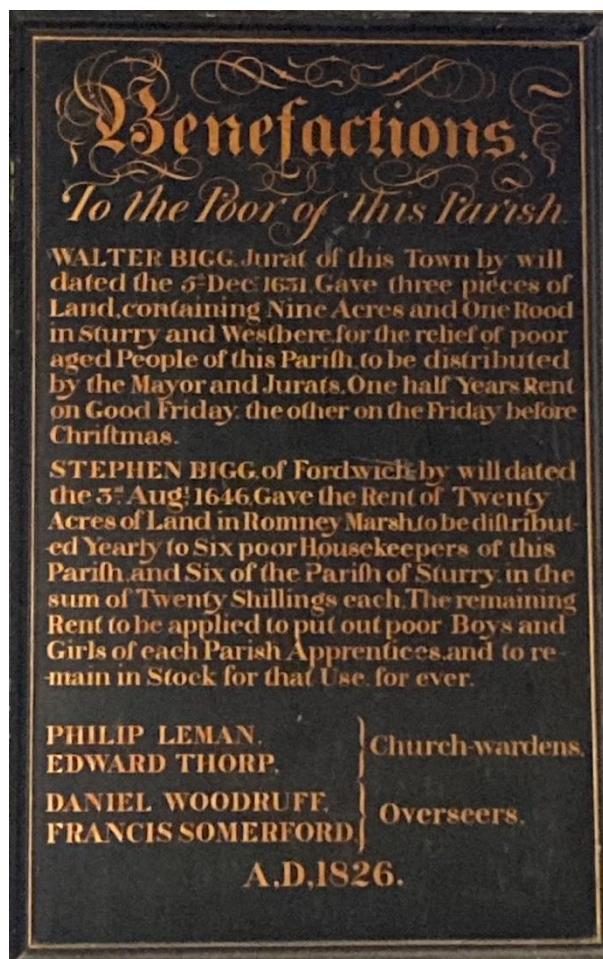 Benefactions.
To the Poor of this Parish.
WALTER BIGG, Jurat of this Town by will
dated the 5th Dec. 1631, Gave three pieces of
Land, containing Nine Acres and One Rood
in Sturry and Westbere, for the relief of poor
aged People of this Pariſh, to be distributed
by the Mayor and Jurats, One half Years Rent
on Good Friday, the other on the Friday before
Chriſtmas.
STEPHEN BIGG, of Fordwich by will dated
the 3rd Augt 1646, Gave the Rent of Twenty
Acres of Land in Romney Marsh, to be diſtribut-
-ed Yearly to Six poor Housekeepers of this
Pariſh, and Six of the Pariſh of Sturry, in the
sum of Twenty Shillings each. The remaining
Rent to be applied to put out poor Boys and
Girls of each Parish Apprentices, and to re-
-main in Stock for that Use, for ever.
PHILIP LEMAN,
EDWARD THORP, } Church-wardens,
DANIEL WOODRUFF,
FRANCIS SOMERFORD, } Overseers.
A.D. 1826.